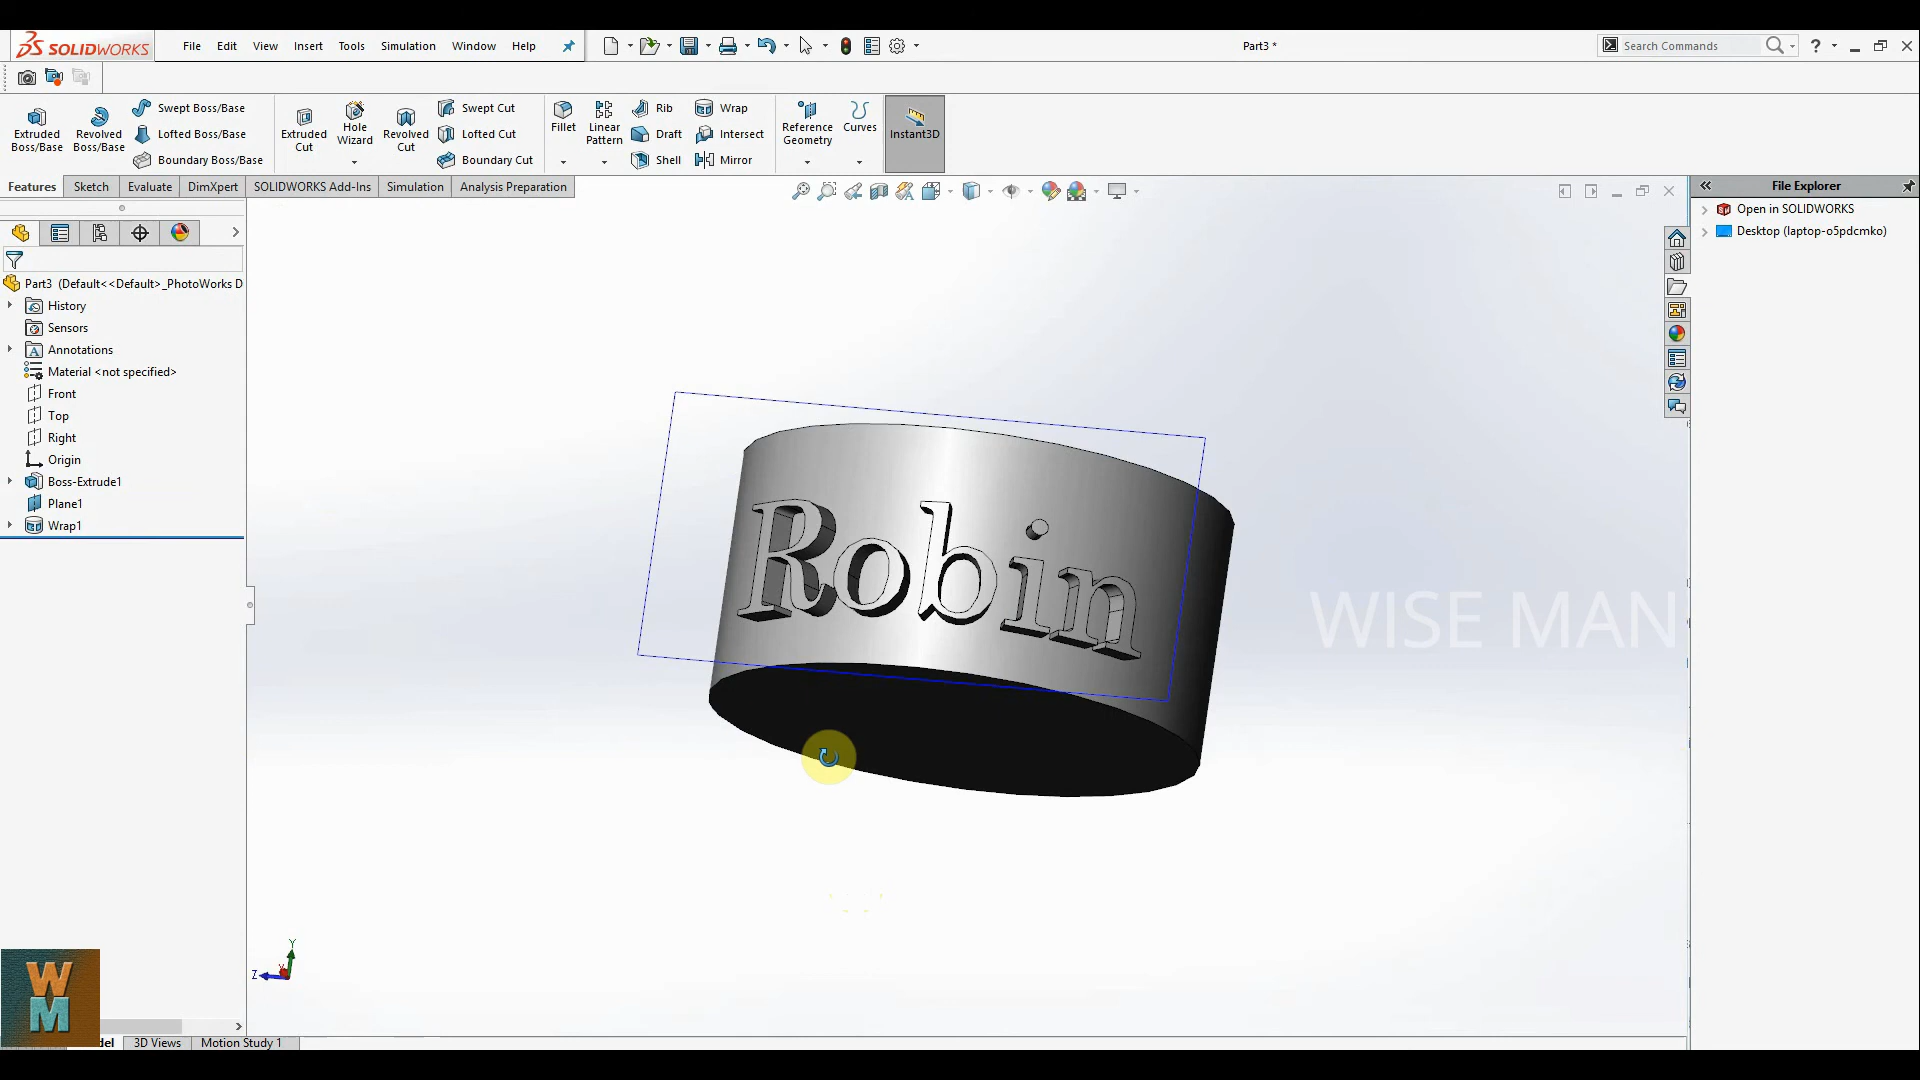 SOLIDWORKS File Edit View Insert Tools Simulation Window Help Part3 * Search Commands
Extruded Boss/Base
Revolved Boss/Base
Swept Boss/Base
Lofted Boss/Base
Boundary Boss/Base
Extruded Cut
Hole Wizard
Revolved Cut
Swept Cut
Lofted Cut
Boundary Cut
Fillet
Linear Pattern
Rib
Draft
Shell
Wrap
Intersect
Mirror
Reference Geometry
Curves
Instant3D
Features Sketch Evaluate DimXpert SOLIDWORKS Add-Ins Simulation Analysis Preparation
File Explorer
Open in SOLIDWORKS
Desktop (laptop-o5pdcmko)
Part3 (Default<<Default>_PhotoWorks D
History
Sensors
Annotations
Material <not specified>
Front
Top
Right
Origin
Boss-Extrude1
Plane1
Wrap1
Robin
WISE MAN
Y
Z
W
M
del 3D Views Motion Study 1